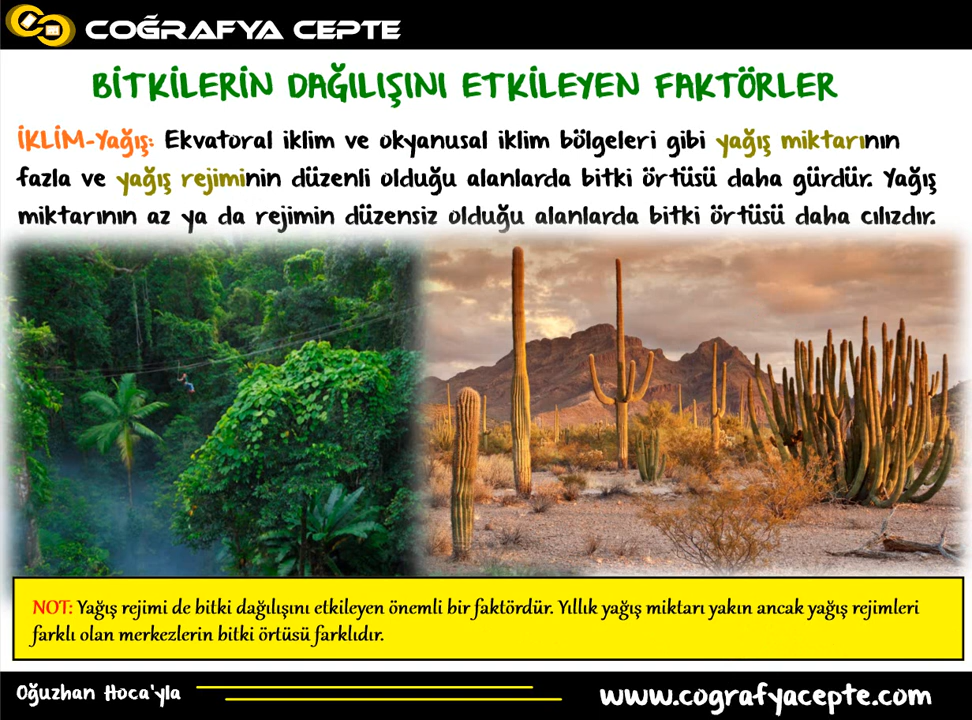 COĞRAFYA CEPTE
BİTKİLERİN DAĞILIŞINI ETKİLEYEN FAKTÖRLER
İKLİM-Yağış: Ekvatoral iklim ve okyanusal iklim bölgeleri gibi yağış miktarının
fazla ve yağış rejiminin düzenli olduğu alanlarda bitki örtüsü daha gürdür. Yağış
miktarının az ya da rejimin düzensiz olduğu alanlarda bitki örtüsü daha cılızdır.
NOT: Yağış rejimi de bitki dağılışını etkileyen önemli bir faktördür. Yıllık yağış miktarı yakın ancak yağış rejimleri
farklı olan merkezlerin bitki örtüsü farklıdır.
Oğuzhan Hoca'yla
www.cografyacepte.com